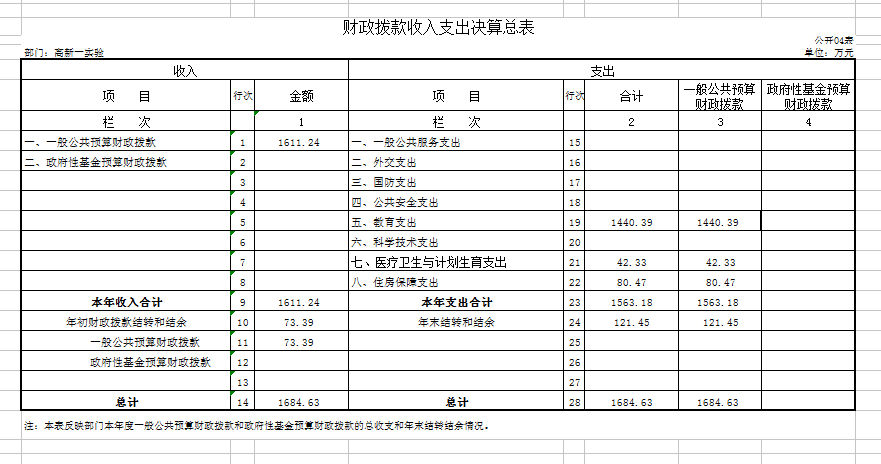 财政拨款收入支出决算总表
公开04表
部门：高新一实验 单位：万元
收入 支出
项 目 行次 金额 项 目 行次 合计 一般公共预算财政拨款 政府性基金预算财政拨款
栏 次 1 栏 次 2 3 4
一、一般公共预算财政拨款 1 1611.24 一、一般公共服务支出 15
二、政府性基金预算财政拨款 2 二、外交支出 16
3 三、国防支出 17
4 四、公共安全支出 18
5 五、教育支出 19 1440.39 1440.39
6 六、科学技术支出 20
7 七、医疗卫生与计划生育支出 21 42.33 42.33
8 八、住房保障支出 22 80.47 80.47
本年收入合计 9 1611.24 本年支出合计 23 1563.18 1563.18
年初财政拨款结转和结余 10 73.39 年末结转和结余 24 121.45 121.45
一般公共预算财政拨款 11 73.39 25
政府性基金预算财政拨款 12 26
13 27
总计 14 1684.63 总计 28 1684.63 1684.63
注：本表反映部门本年度一般公共预算财政拨款和政府性基金预算财政拨款的总收支和年末结转结余情况。